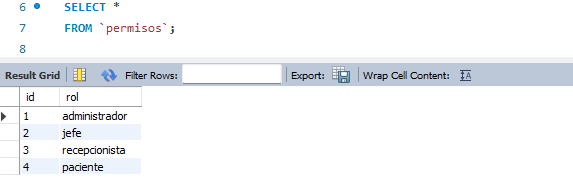 6 SELECT *
7 FROM `permisos`;
8
Result Grid Filter Rows: Export: Wrap Cell Content:
id rol
1 administrador
2 jefe
3 recepcionista
4 paciente